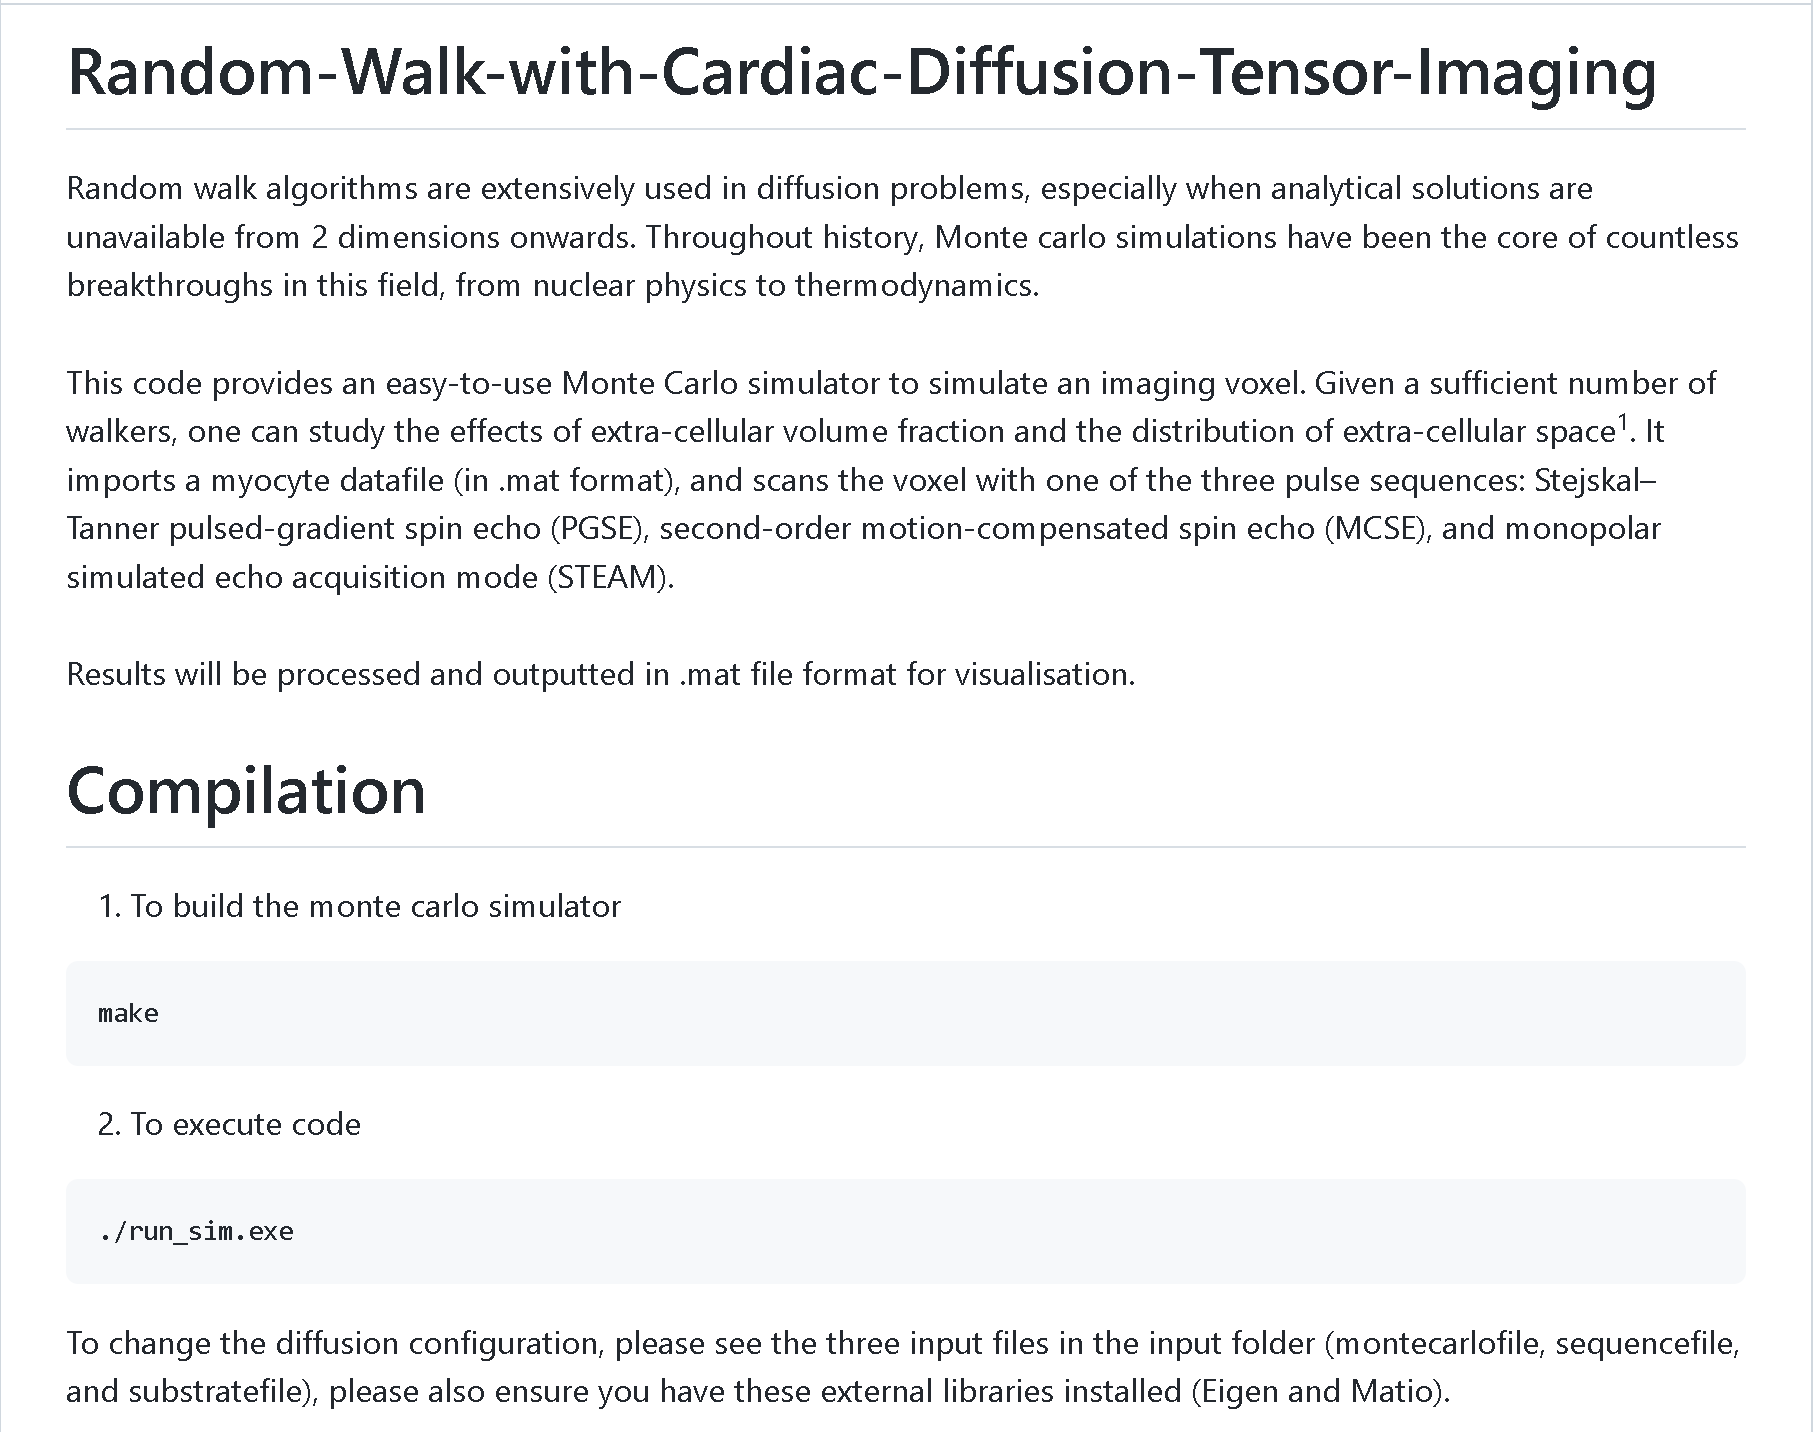 Random-Walk-with-Cardiac-Diffusion-Tensor-Imaging
Random walk algorithms are extensively used in diffusion problems, especially when analytical solutions are
unavailable from 2 dimensions onwards. Throughout history, Monte carlo simulations have been the core of countless
breakthroughs in this field, from nuclear physics to thermodynamics.
This code provides an easy-to-use Monte Carlo simulator to simulate an imaging voxel. Given a sufficient number of
walkers, one can study the effects of extra-cellular volume fraction and the distribution of extra-cellular space¹. It
imports a myocyte datafile (in .mat format), and scans the voxel with one of the three pulse sequences: Stejskal–
Tanner pulsed-gradient spin echo (PGSE), second-order motion-compensated spin echo (MCSE), and monopolar
simulated echo acquisition mode (STEAM).
Results will be processed and outputted in .mat file format for visualisation.
Compilation
1. To build the monte carlo simulator
make
2. To execute code
./run_sim.exe
To change the diffusion configuration, please see the three input files in the input folder (montecarlofile, sequencefile,
and substratefile), please also ensure you have these external libraries installed (Eigen and Matio).